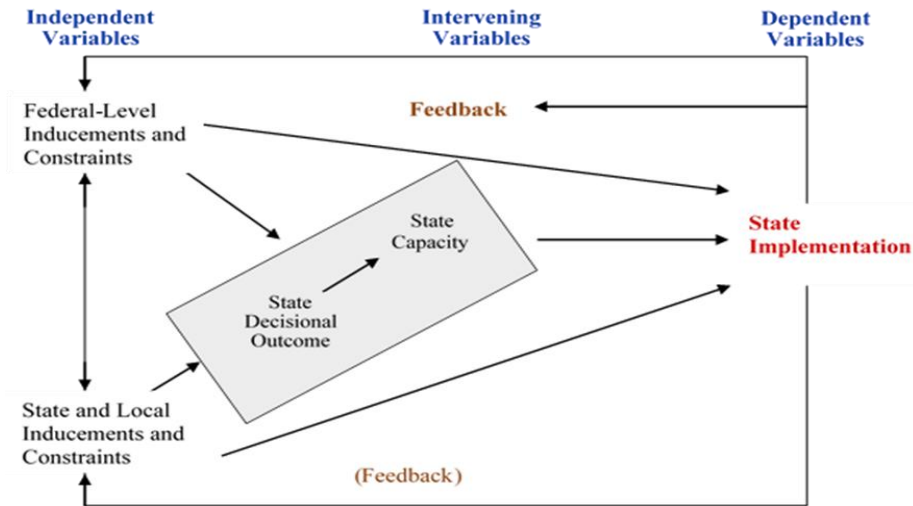 Independent
Variables
Intervening
Variables
Dependent
Variables
Federal-Level
Inducements and
Constraints
Feedback
State
Capacity
State
Implementation
State
Decisional
Outcome
State and Local
Inducements and
Constraints
(Feedback)